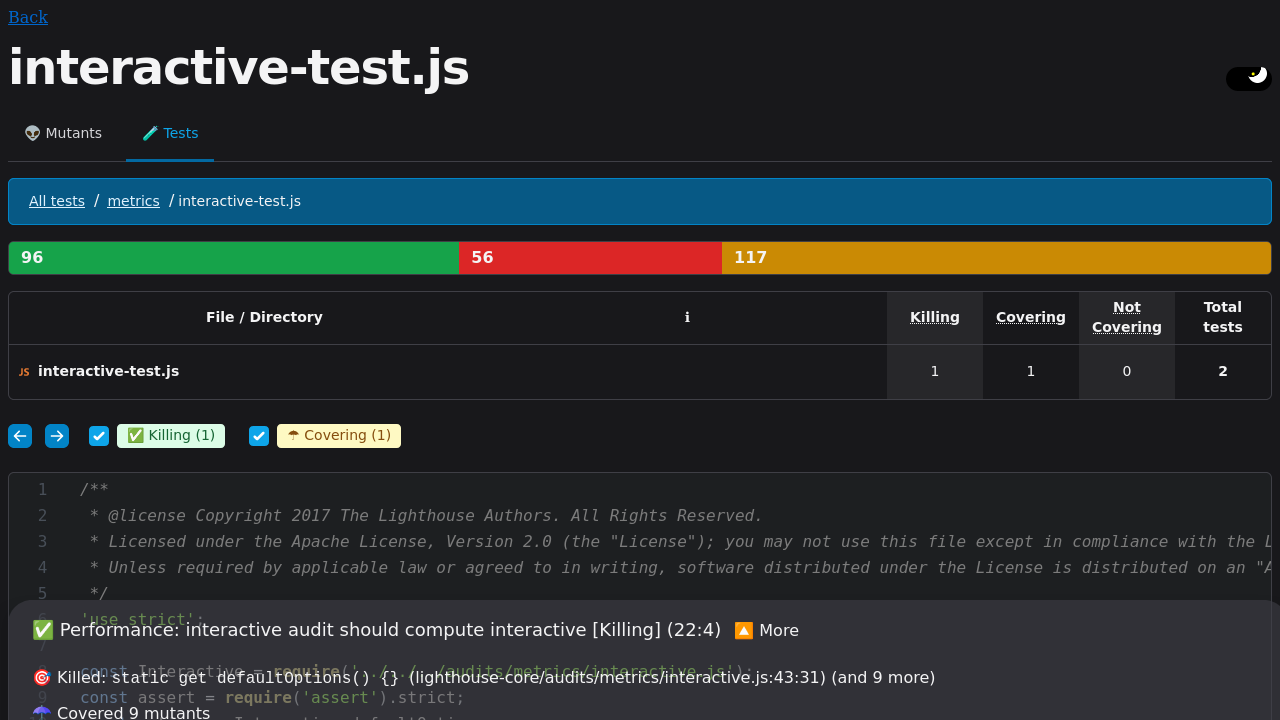 Back
interactive-test.js
👽 Mutants 🧪 Tests
All tests / metrics / interactive-test.js
96 56 117
File / Directory ℹ Killing Covering Not Covering Total tests
JS interactive-test.js 1 1 0 2
✅ Killing (1) ☂ Covering (1)
1 /**
2 * @license Copyright 2017 The Lighthouse Authors. All Rights Reserved.
3 * Licensed under the Apache License, Version 2.0 (the "License"); you may not use this file except in compliance with the L
4 * Unless required by applicable law or agreed to in writing, software distributed under the License is distributed on an "A
5 */
6 'use strict';
✅ Performance: interactive audit should compute interactive [Killing] (22:4) 🔼 More
7
8 const Interactive = require('../../../audits/metrics/interactive.js');
🎯 Killed: static get defaultOptions() {} (lighthouse-core/audits/metrics/interactive.js:43:31) (and 9 more)
9 const assert = require('assert').strict;
☂️ Covered 9 mutants